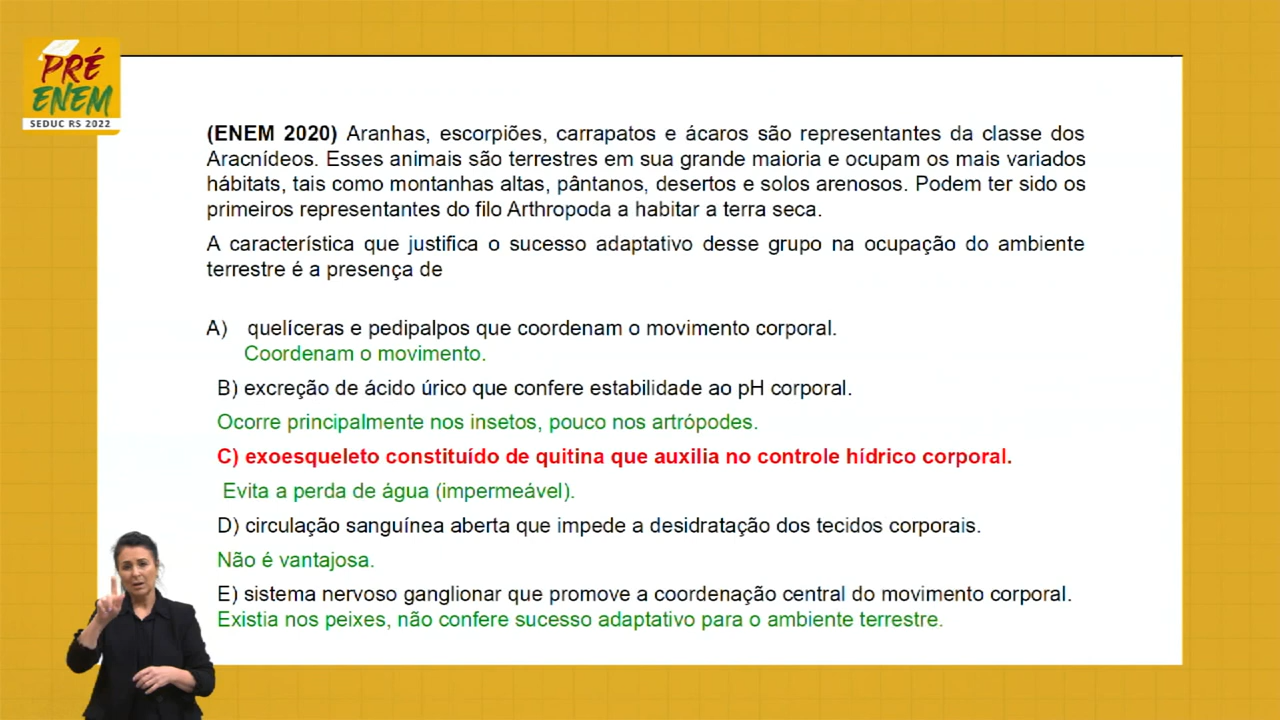 PRÉ
ENEM
SEDUC RS 2022
(ENEM 2020) Aranhas, escorpiões, carrapatos e ácaros são representantes da classe dos
Aracnídeos. Esses animais são terrestres em sua grande maioria e ocupam os mais variados
hábitats, tais como montanhas altas, pântanos, desertos e solos arenosos. Podem ter sido os
primeiros representantes do filo Arthropoda a habitar a terra seca.
A característica que justifica o sucesso adaptativo desse grupo na ocupação do ambiente
terrestre é a presença de
A) quelíceras e pedipalpos que coordenam o movimento corporal.
Coordenam o movimento.
B) excreção de ácido úrico que confere estabilidade ao pH corporal.
Ocorre principalmente nos insetos, pouco nos artrópodes.
C) exoesqueleto constituído de quitina que auxilia no controle hídrico corporal.
Evita a perda de água (impermeável).
D) circulação sanguínea aberta que impede a desidratação dos tecidos corporais.
Não é vantajosa.
E) sistema nervoso ganglionar que promove a coordenação central do movimento corporal.
Existia nos peixes, não confere sucesso adaptativo para o ambiente terrestre.